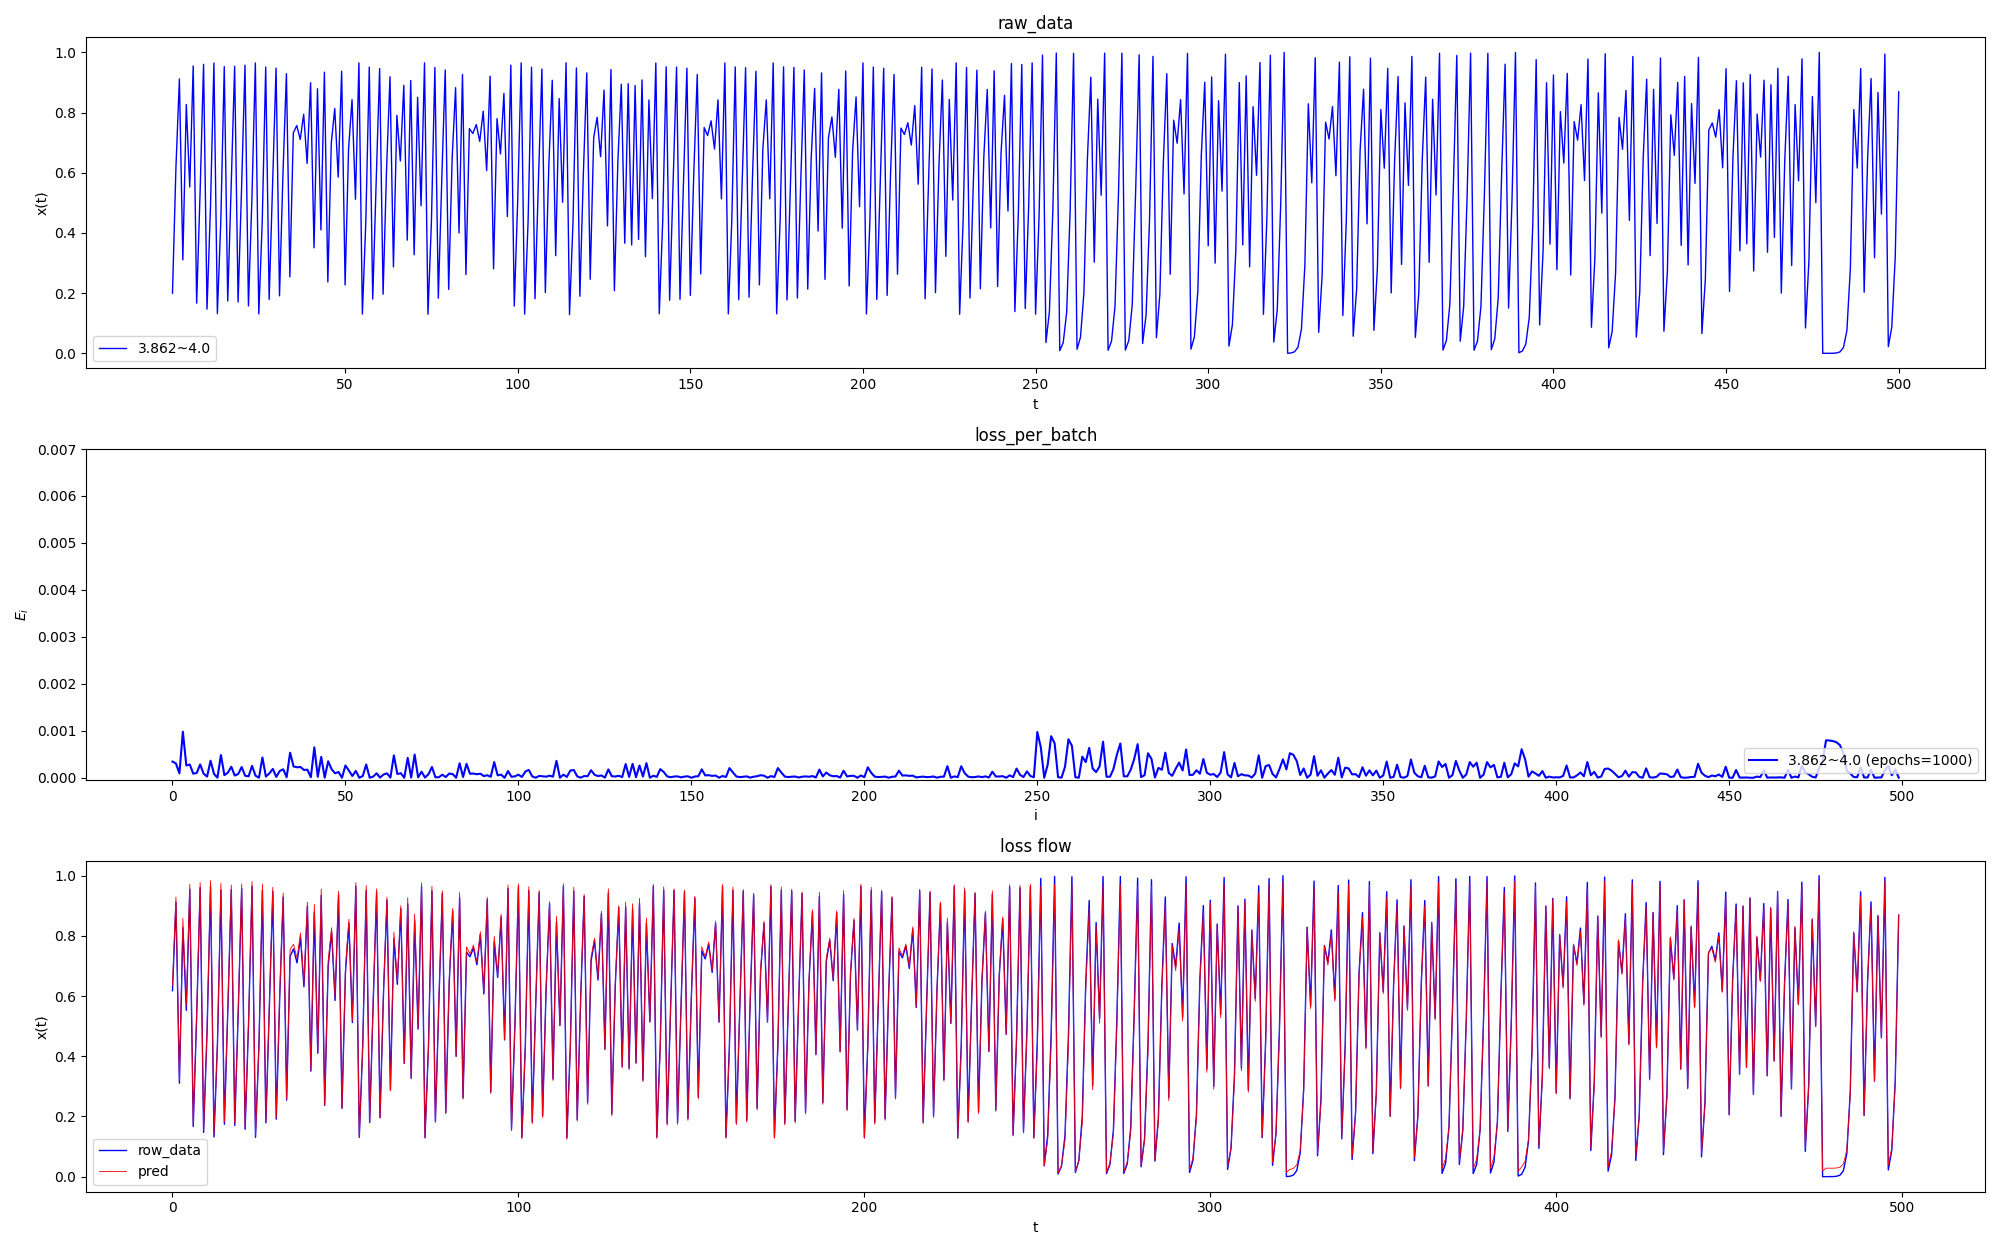 raw_data
1.0
0.8
0.6
0.4
0.2
0.0
x(t)
3.862~4.0
50 100 150 200 250 300 350 400 450 500
t
loss_per_batch
0.007
0.006
0.005
0.004
0.003
0.002
0.001
0.000
E_i
3.862~4.0 (epochs=1000)
0 50 100 150 200 250 300 350 400 450 500
i
loss flow
1.0
0.8
0.6
0.4
0.2
0.0
x(t)
row_data
pred
0 100 200 300 400 500
t